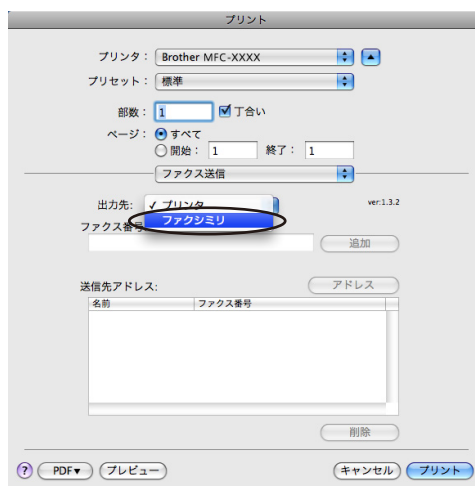 プリント
プリンタ： Brother MFC-XXXX
プリセット： 標準
部数： 1 丁合い
ページ： すべて
開始： 1 終了： 1
ファクス送信
出力先: ✓ プリンタ ver:1.3.2
ファクシミリ
ファクス番号
追加
送信先アドレス: アドレス
名前 ファクス番号
削除
? PDF▼ プレビュー キャンセル プリント